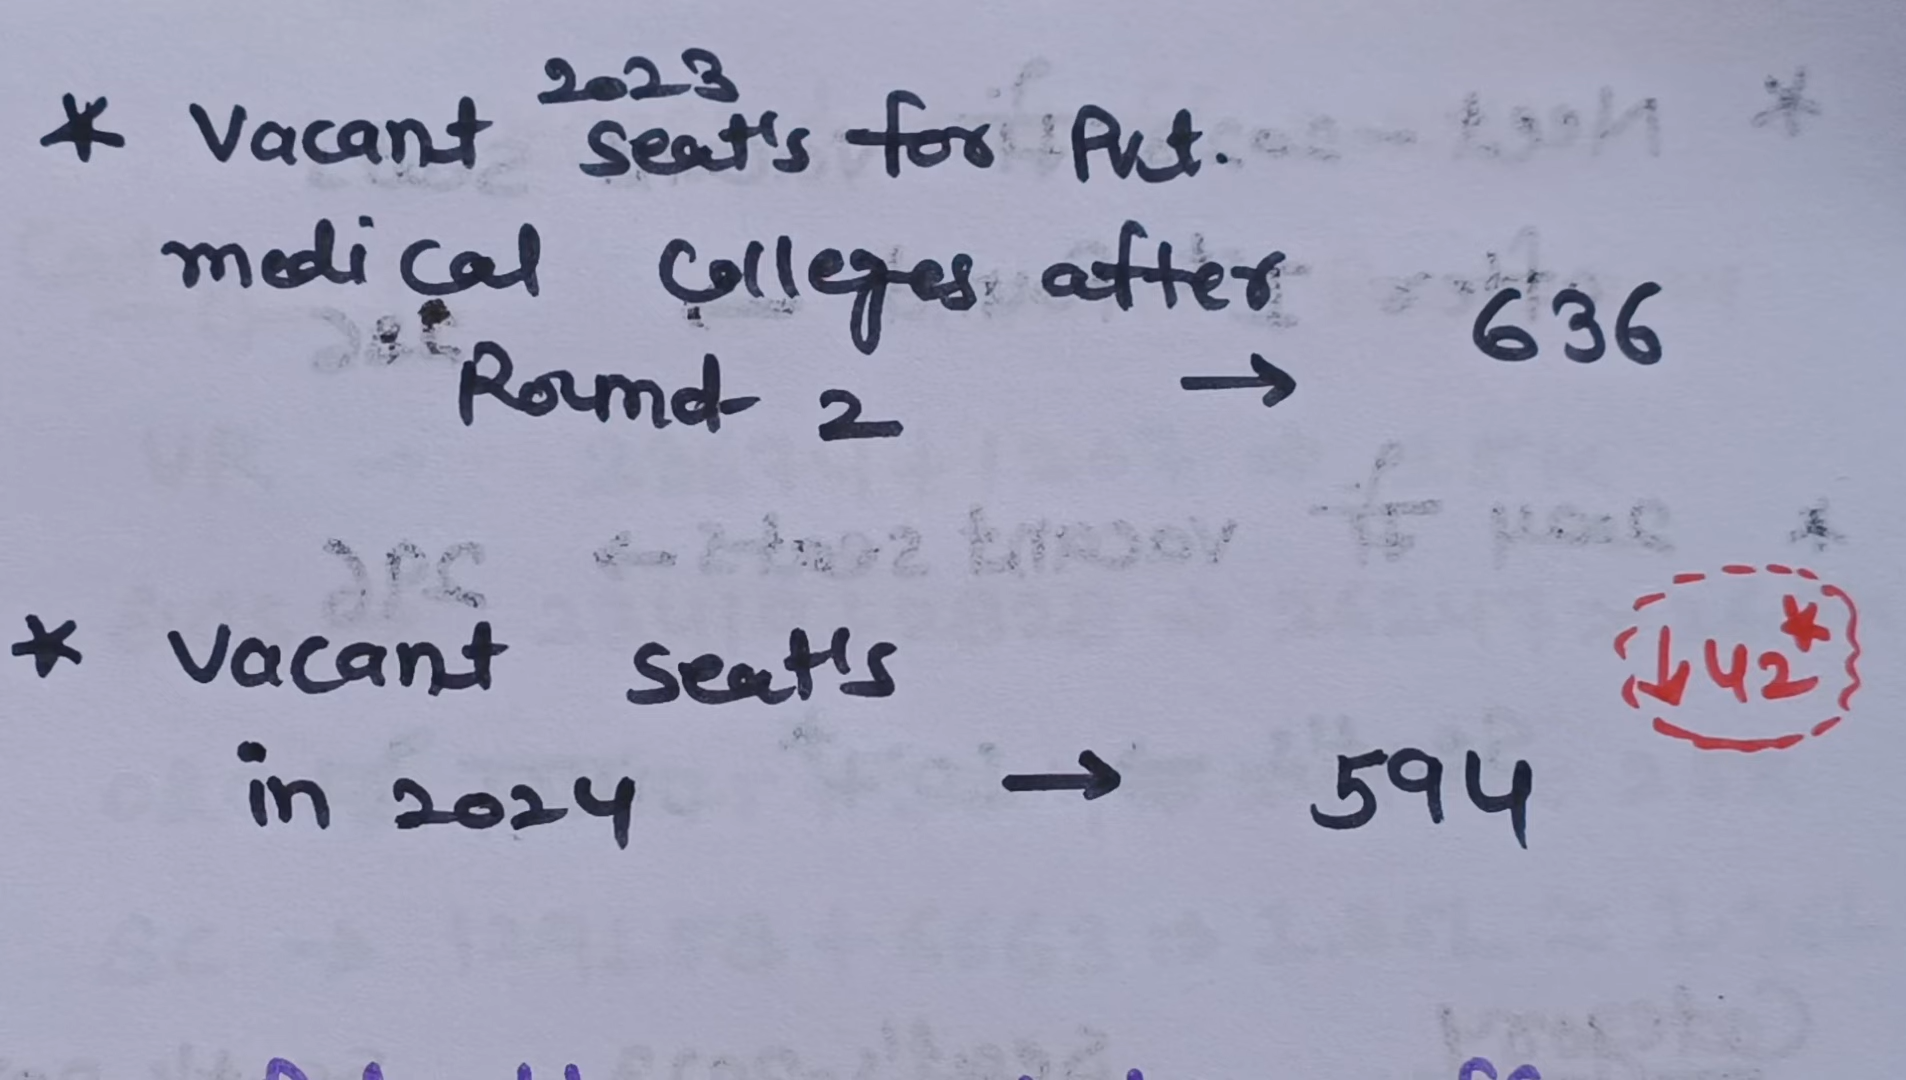 * Vacant 2023 seat's for Pvt.
medical Colleges after
Round-2 → 636
* Vacant seat's
↓42*
in 2024 → 594